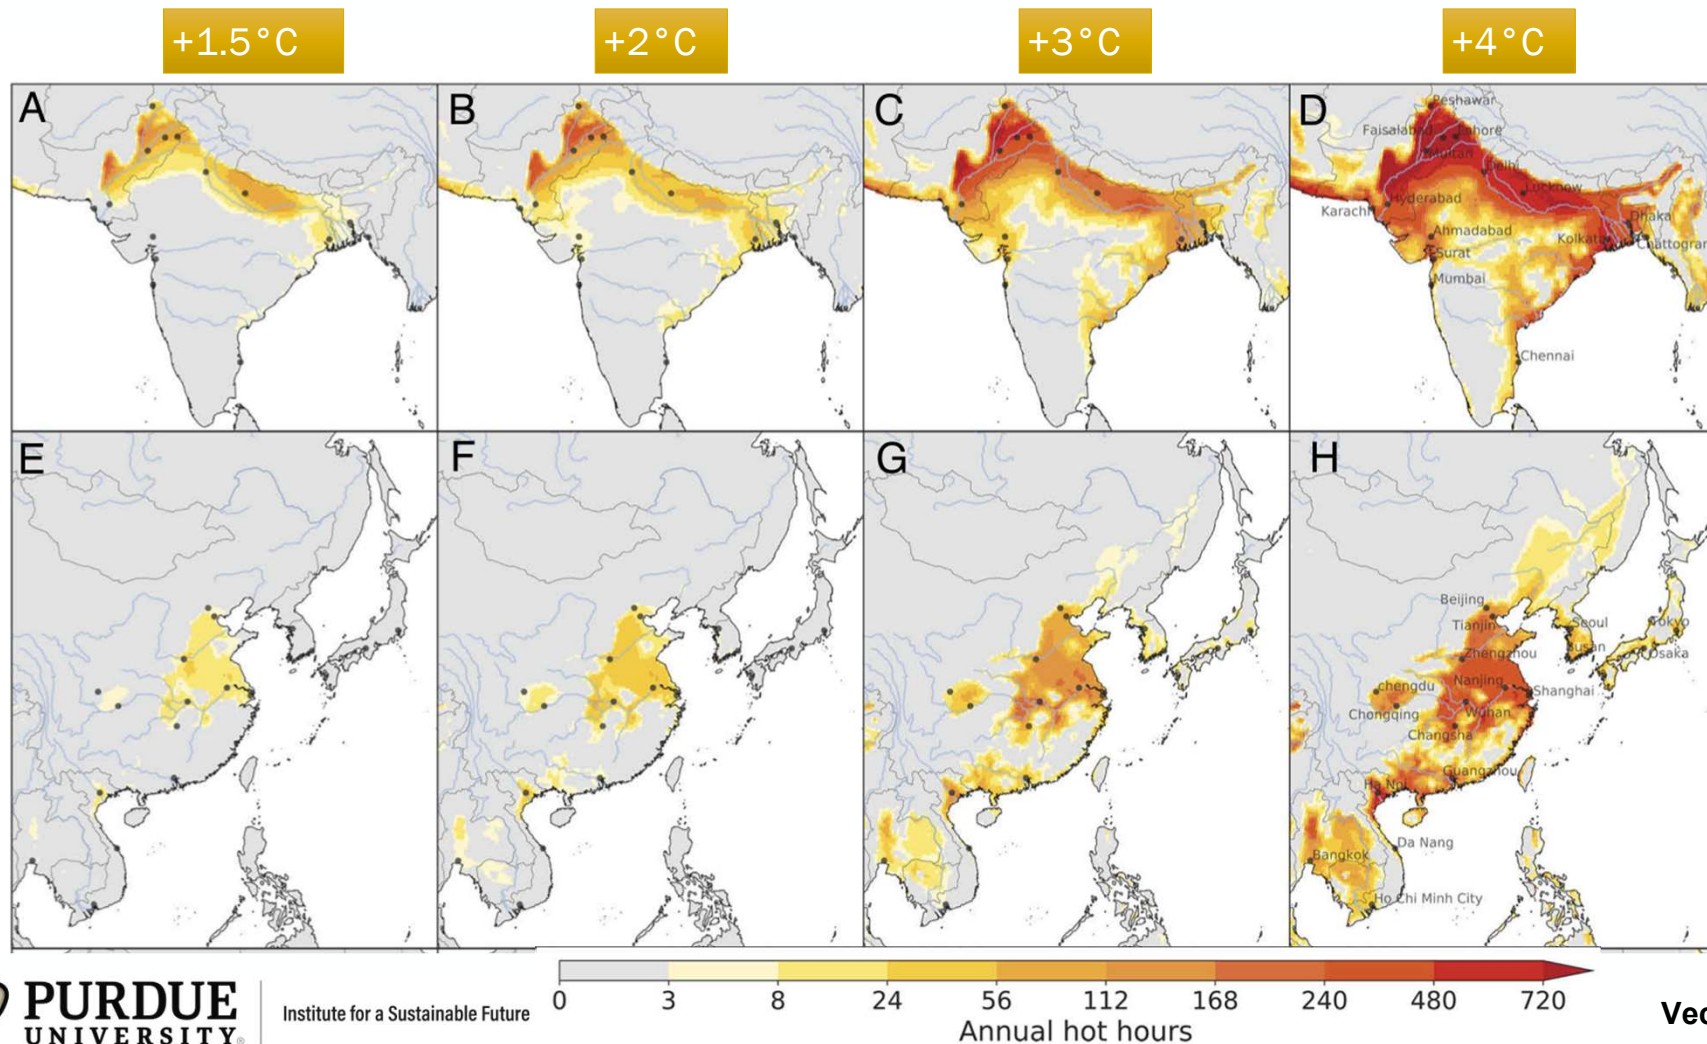 +1.5°C
+2°C
+3°C
+4°C
A
B
C
D
Peshawar
Faisalabad
Lahore
Multan
Delhi
Lucknow
Hyderabad
Karachi
Dhaka
Ahmadabad
Kolkata
Chattogram
Surat
Mumbai
Chennai
E
F
G
H
Beijing
Tianjin
Seoul
Tokyo
Busan
Osaka
Zhengzhou
Nanjing
chengdu
Shanghai
Chongqing
Wuhan
Changsha
Guangzhou
Ha Noi
Da Nang
Bangkok
Ho Chi Minh City
PURDUE
UNIVERSITY®
Institute for a Sustainable Future
0 3 8 24 56 112 168 240 480 720
Annual hot hours